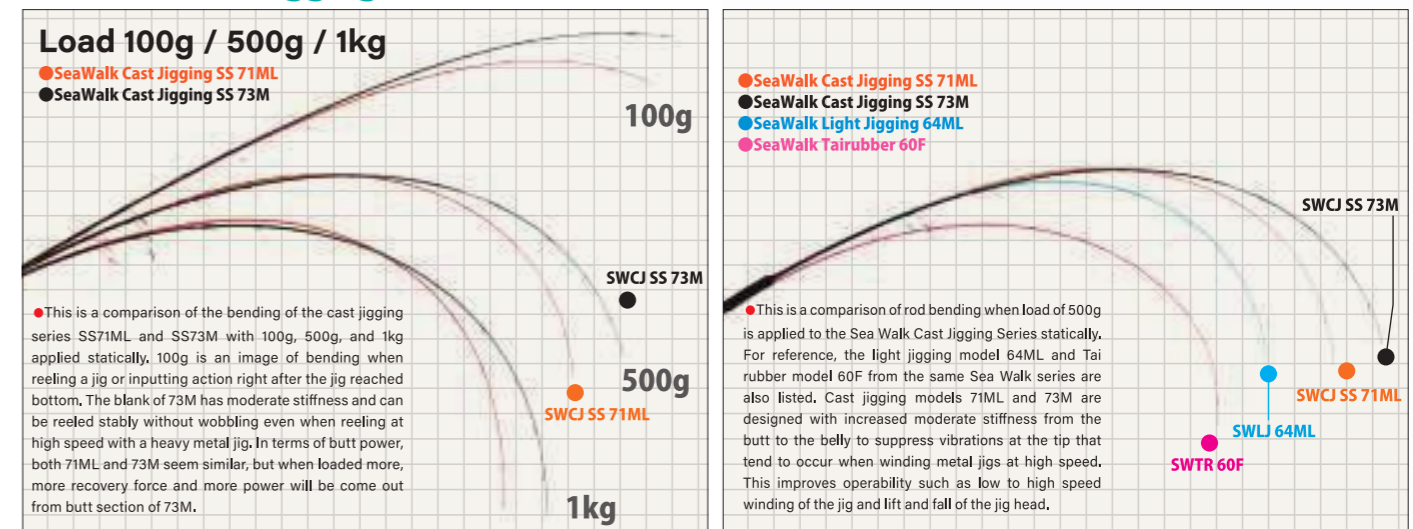 Load 100g / 500g / 1kg
●SeaWalk Cast Jigging SS 71ML
●SeaWalk Cast Jigging SS 73M
100g
SWCJ SS 73M
500g
SWCJ SS 71ML
1kg
●This is a comparison of the bending of the cast jigging
series SS71ML and SS73M with 100g, 500g, and 1kg
applied statically. 100g is an image of bending when
reeling a jig or inputting action right after the jig reached
bottom. The blank of 73M has moderate stiffness and can
be reeled stably without wobbling even when reeling at
high speed with a heavy metal jig. In terms of butt power,
both 71ML and 73M seem similar, but when loaded more,
more recovery force and more power will be come out
from butt section of 73M.
●SeaWalk Cast Jigging SS 71ML
●SeaWalk Cast Jigging SS 73M
●SeaWalk Light Jigging 64ML
●SeaWalk Tairubber 60F
SWCJ SS 73M
SWCJ SS 71ML
SWLJ 64ML
SWTR 60F
●This is a comparison of rod bending when load of 500g
is applied to the Sea Walk Cast Jigging Series statically.
For reference, the light jigging model 64ML and Tai
rubber model 60F from the same Sea Walk series are
also listed. Cast jigging models 71ML and 73M are
designed with increased moderate stiffness from the
butt to the belly to suppress vibrations at the tip that
tend to occur when winding metal jigs at high speed.
This improves operability such as low to high speed
winding of the jig and lift and fall of the jig head.